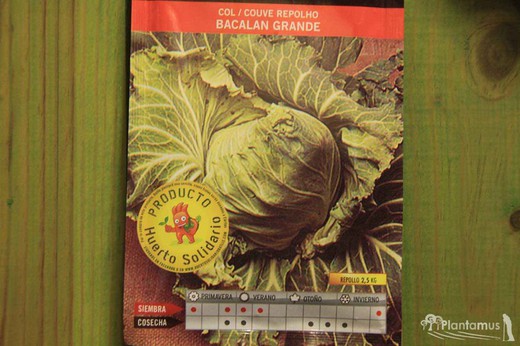 COL / COUVE REPOLHO
BACALAN GRANDE
PRODUCTO
Huerto Solidario
REPOLLO 2,5 KG
PRIMAVERA VERANO OTOÑO INVIERNO
SIEMBRA
COSECHA
Plantamus